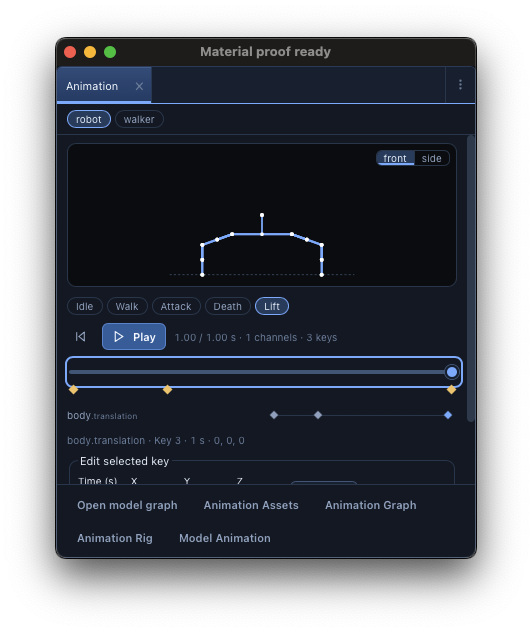 Material proof ready
Animation
robot walker
front side
Idle Walk Attack Death Lift
Play 1.00 / 1.00 s · 1 channels · 3 keys
body.translation
body.translation · Key 3 · 1 s · 0, 0, 0
Edit selected key
Time (s) X Y Z
Open model graph Animation Assets Animation Graph
Animation Rig Model Animation